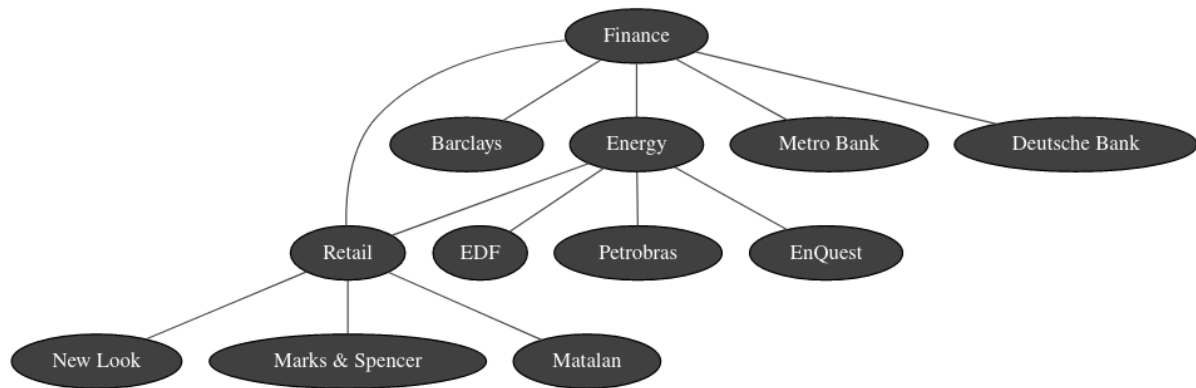 Finance
Barclays
Energy
Metro Bank
Deutsche Bank
Retail
EDF
Petrobras
EnQuest
New Look
Marks & Spencer
Matalan